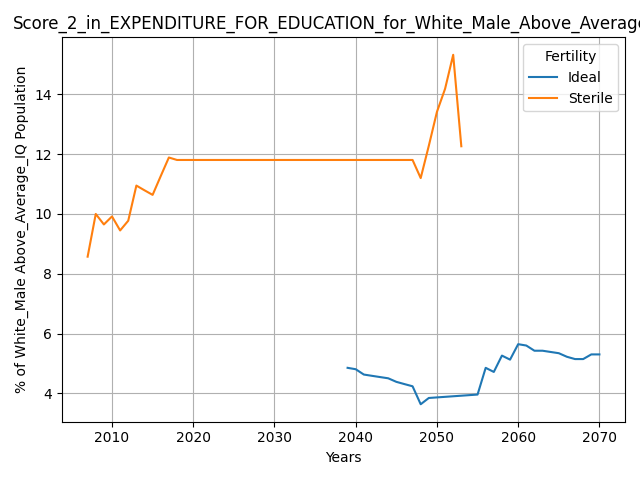 Score_2_in_EXPENDITURE_FOR_EDUCATION_for_White_Male_Above_Average
% of White_Male Above_Average_IQ Population
14
12
10
8
6
4
Fertility
Ideal
Sterile
2010 2020 2030 2040 2050 2060 2070
Years